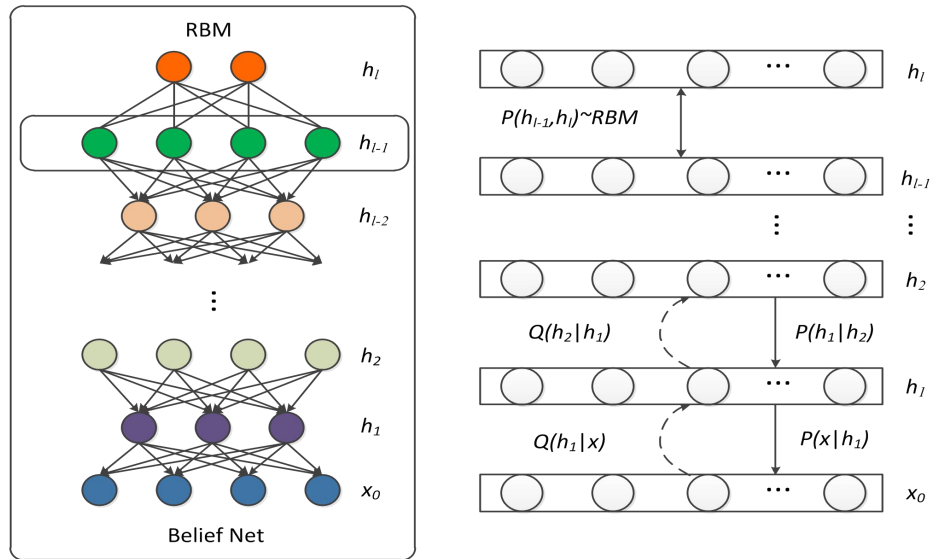 RBM
h_l
h_{l-1}
h_{l-2}
⋮
h_2
h_1
x_0
Belief Net
... h_l
P(h_{l-1},h_l)~RBM
... h_{l-1}
⋮ ⋮
... h_2
Q(h_2|h_1) P(h_1|h_2)
... h_1
Q(h_1|x) P(x|h_1)
... x_0